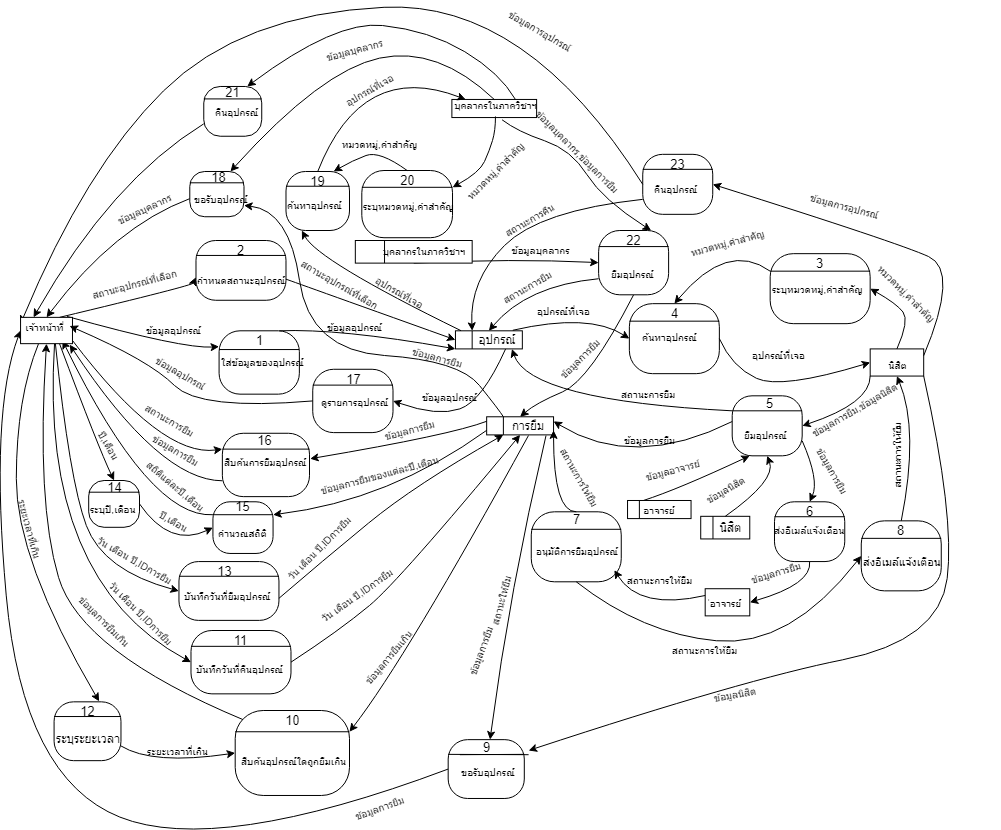 ข้อมูลการอุปกรณ์
ข้อมูลบุคลากร
21
คืนอุปกรณ์
อุปกรณ์ที่เจอ
บุคลากรในภาควิชาฯ
ข้อมูลบุคลากร,ข้อมูลการยืม
หมวดหมู่,คำสำคัญ
หมวดหมู่,คำสำคัญ
23
คืนอุปกรณ์
18
ขอรับอุปกรณ์
19
ค้นหาอุปกรณ์
20
ระบุหมวดหมู่,คำสำคัญ
ข้อมูลบุคลากร
ข้อมูลการอุปกรณ์
สถานะการคืน
22
ยืมอุปกรณ์
บุคลากรในภาควิชาฯ
ข้อมูลบุคลากร
หมวดหมู่,คำสำคัญ
2
กำหนดสถานะอุปกรณ์
สถานะอุปกรณ์ที่เลือก
สถานะอุปกรณ์ที่เลือก
อุปกรณ์ที่เจอ
สถานะการยืม
3
ระบุหมวดหมู่,คำสำคัญ
หมวดหมู่,คำสำคัญ
เจ้าหน้าที่
ข้อมูลอุปกรณ์
ข้อมูลอุปกรณ์
อุปกรณ์
อุปกรณ์ที่เจอ
4
ค้นหาอุปกรณ์
อุปกรณ์ที่เจอ
นิสิต
1
ใส่ข้อมูลของอุปกรณ์
ข้อมูลการยืม
ข้อมูลการยืม
ข้อมูลอุปกรณ์
17
ดูรายการอุปกรณ์
ข้อมูลอุปกรณ์
สถานะการยืม
5
ยืมอุปกรณ์
ข้อมูลการยืม,ข้อมูลนิสิต
สถานะการยืม
ข้อมูลการยืม
16
สืบค้นการยืมอุปกรณ์
ข้อมูลการยืม
การยืม
ข้อมูลการยืม
สถานะการให้ยืม
ปี,เดือน
สถิติแต่ละปี,เดือน
ข้อมูลการยืมของแต่ละปี,เดือน
สถานะการให้ยืม
ข้อมูลอาจารย์
ข้อมูลนิสิต
ข้อมูลการยืม
14
ระบุปี,เดือน
ปี,เดือน
15
คำนวณสถิติ
อาจารย์
นิสิต
6
ส่งอีเมล์แจ้งเตือน
7
อนุมัติการยืมอุปกรณ์
8
ส่งอีเมล์แจ้งเตือน
ระยะเวลาที่เกิน
วัน เดือน ปี,IDการยืม
วัน เดือน ปี,IDการยืม
13
บันทึกวันที่ยืมอุปกรณ์
สถานะการให้ยืม
ข้อมูลการยืม
อาจารย์
วัน เดือน ปี,IDการยืม
วัน เดือน ปี,IDการยืม
ข้อมูลการยืมเกิน
11
บันทึกวันที่คืนอุปกรณ์
ข้อมูลการยืมเกิน
ข้อมูลการยืม สถานะให้ยืม
สถานะการให้ยืม
ข้อมูลนิสิต
12
ระบุระยะเวลา
ระยะเวลาที่เกิน
10
สืบค้นอุปกรณ์ใดถูกยืมเกิน
9
ขอรับอุปกรณ์
ข้อมูลการยืม